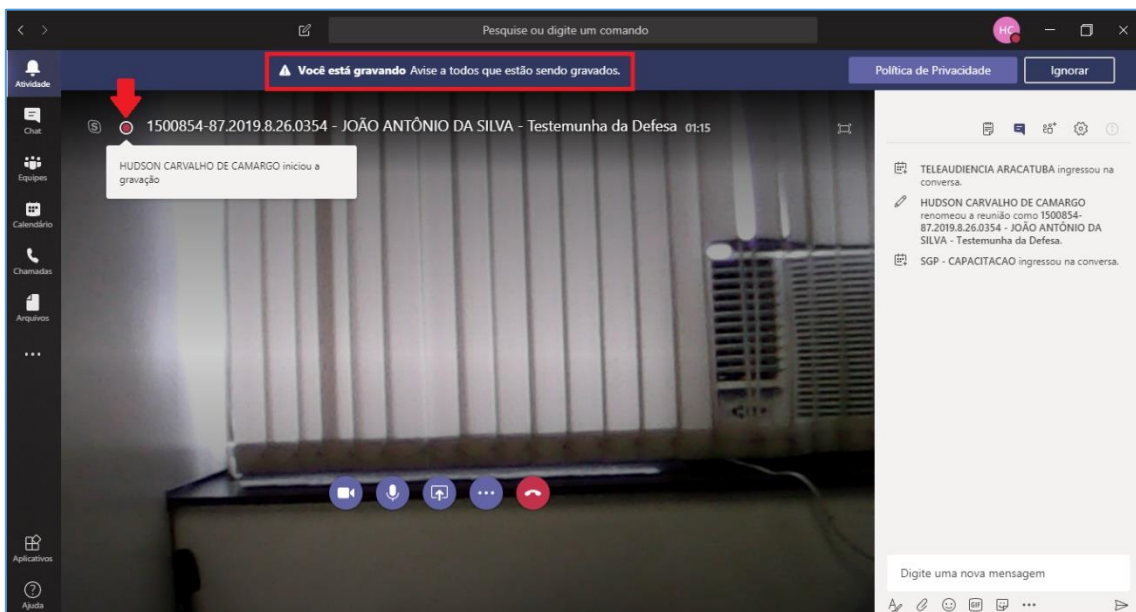 Pesquise ou digite um comando
HC
Atividade
Você está gravando Avise a todos que estão sendo gravados.
Política de Privacidade
Ignorar
Chat
Equipes
Calendário
Chamadas
Arquivos
Aplicativos
Ajuda
1500854-87.2019.8.26.0354 - JOÃO ANTÔNIO DA SILVA - Testemunha da Defesa 01:15
HUDSON CARVALHO DE CAMARGO iniciou a
gravação
TELEAUDIENCIA ARACATUBA ingressou na
conversa.
HUDSON CARVALHO DE CAMARGO
renomeou a reunião como 1500854-
87.2019.8.26.0354 - JOÃO ANTÔNIO DA
SILVA - Testemunha da Defesa.
SGP - CAPACITACAO ingressou na conversa.
Digite uma nova mensagem
GIF